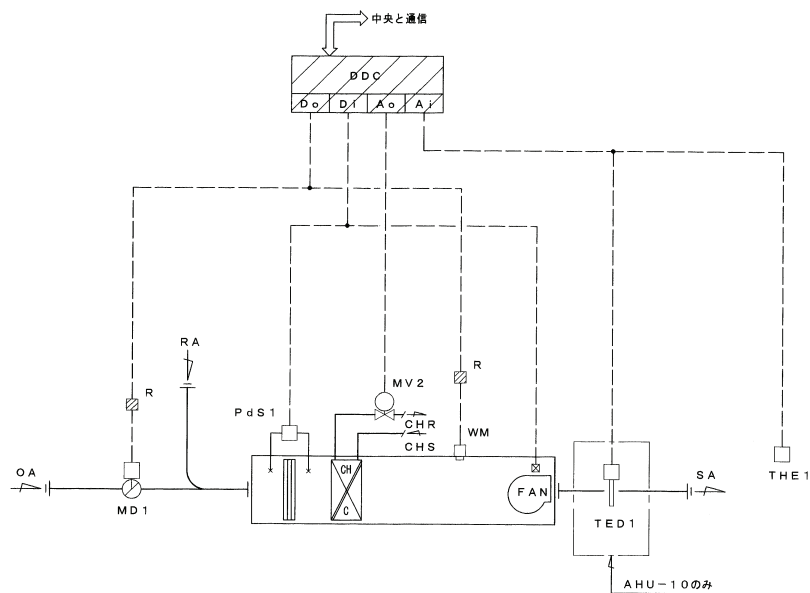 中央と通信
DDC
Do DI Ao Ai
RA
R
R
MV2
PdS1
CHR
CHS
WM
OA
MD1
CH
C
FAN
TED1
SA
THE1
AHU-10のみ